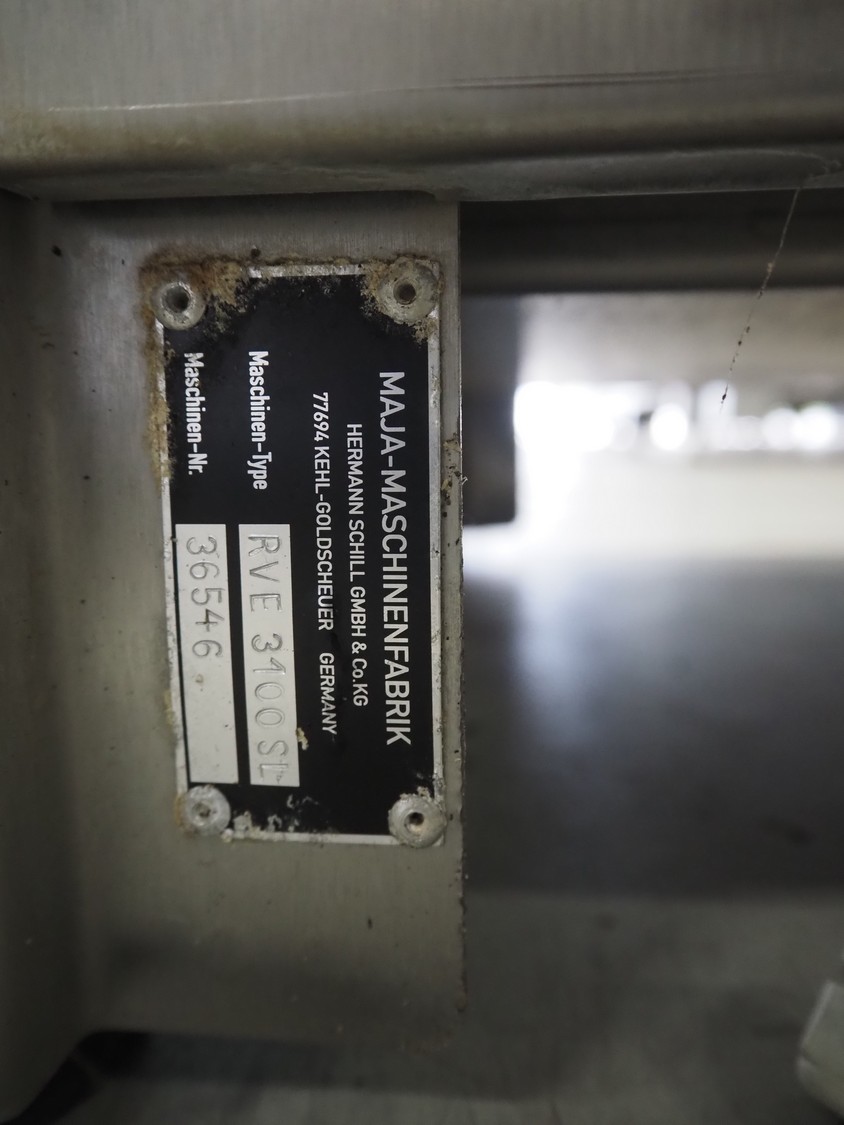 MAJA-MASCHINENFABRIK
HERMANN SCHILL GMBH & Co.KG
77694 KEHL-GOLDSCHEUER GERMANY
Maschinen-Type RVE 3100 SL
Maschinen-Nr. 36546